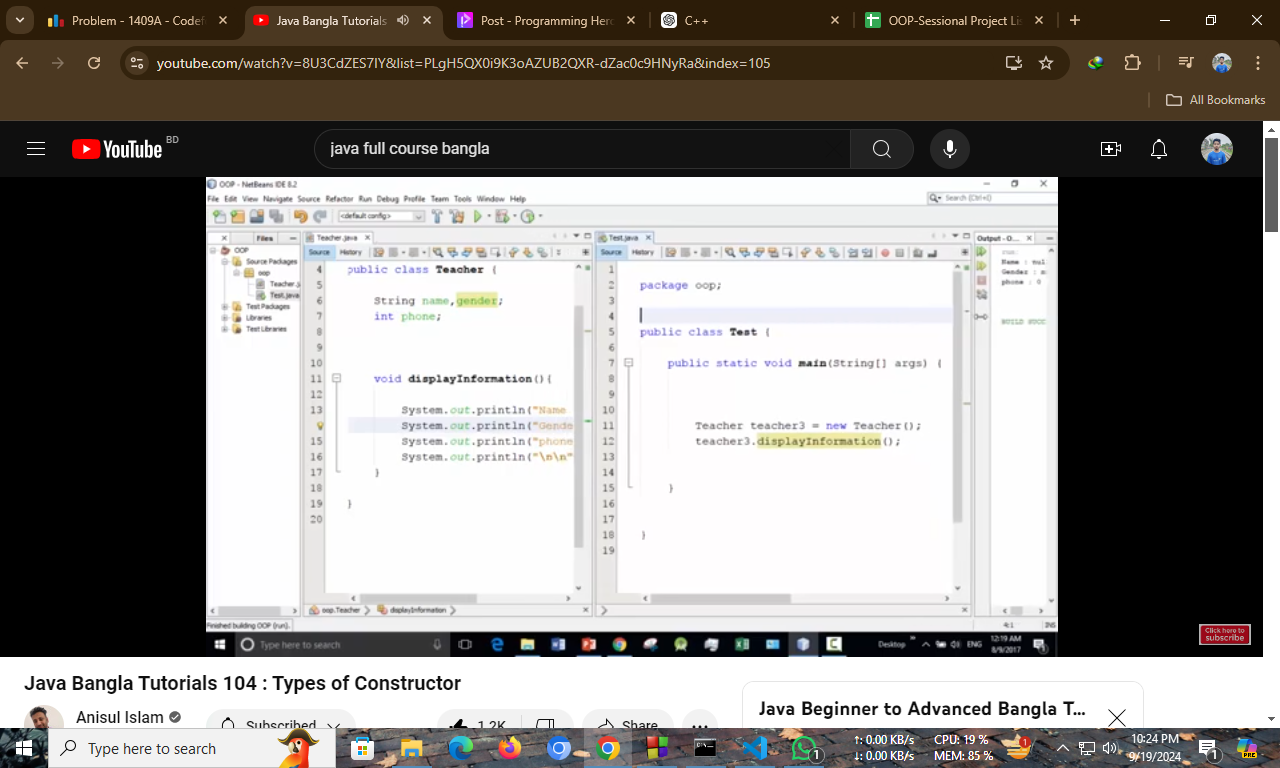 Problem - 1409A - Codef
Java Bangla Tutorials
Post - Programming Hero
C++
OOP-Sessional Project Lis
youtube.com/watch?v=8U3CdZES7IY&list=PLgH5QX0i9K3oAZUB2QXR-dZac0c9HNyRa&index=105
All Bookmarks
YouTube BD
java full course bangla
OOP - NetBeans IDE 8.2
File Edit View Navigate Source Refactor Run Debug Profile Team Tools Window Help
Search (Ctrl+I)
<default config>
Files
OOP
Source Packages
oop
Teacher.j
Test.java
Test Packages
Libraries
Test Libraries
Teacher.java
Source History
4 public class Teacher {
5
6 String name,gender;
7 int phone;
8
9
10
11 void displayInformation(){
12
13 System.out.println("Name
System.out.println("Gende
15 System.out.println("phone
16 System.out.println("\n\n"
17 }
18
19 }
20
oop.Teacher displayInformation
Test.java
Source History
1
2 package oop;
3
4
5 public class Test {
6
7 public static void main(String[] args) {
8
9
10
11 Teacher teacher3 = new Teacher();
12 teacher3.displayInformation();
13
14
15 }
16
17
18 }
19
Output - O...
run:
Name : nul
Gender : n
phone : 0
BUILD SUCC
Finished building OOP (run).
4:1 INS
Type here to search
Desktop
ENG
12:19 AM
8/9/2017
Click here to
subscribe
Java Bangla Tutorials 104 : Types of Constructor
Anisul Islam
Subscribed
1.2K
Share
Java Beginner to Advanced Bangla T...
Type here to search
1
↑: 0.00 KB/s
↓: 0.00 KB/s
CPU: 19 %
MEM: 85 %
1
10:24 PM
9/19/2024
1
PRE